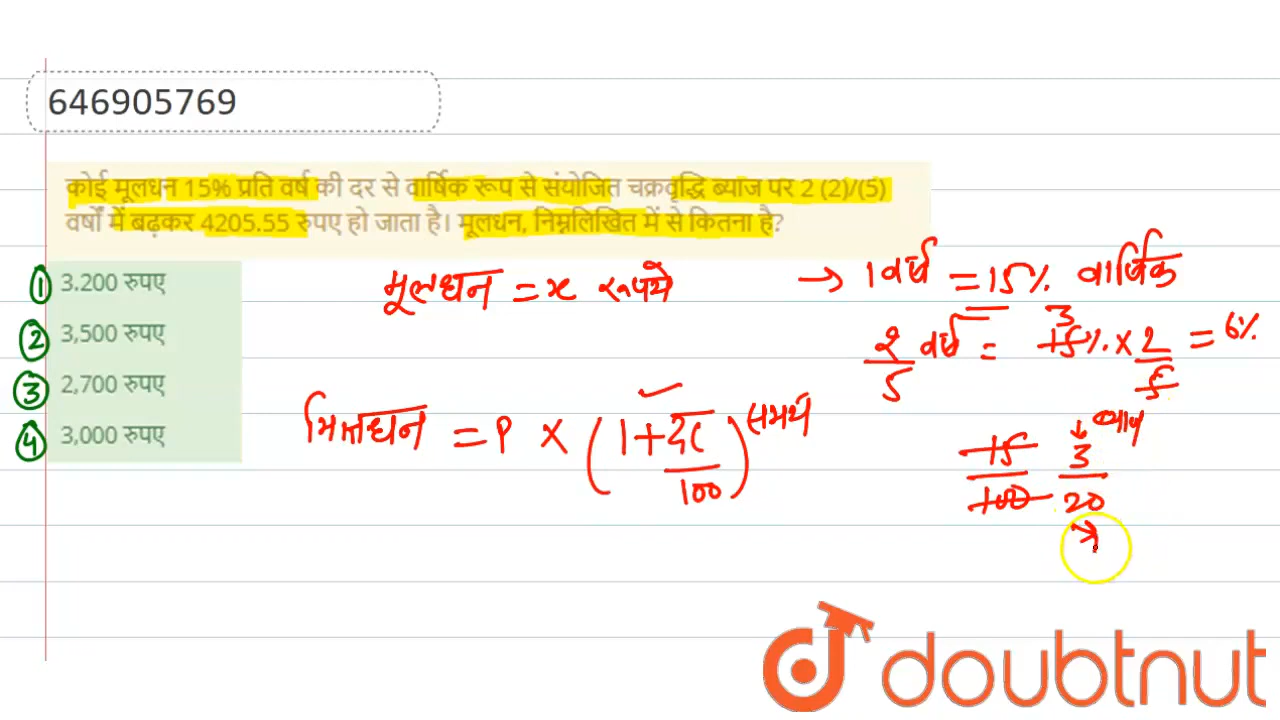 646905769
कोई मूलधन 15% प्रति वर्ष की दर से वार्षिक रूप से संयोजित चक्रवृद्धि ब्याज पर 2 (2)/(5)
वर्षों में बढ़कर 4205.55 रुपए हो जाता है। मूलधन, निम्नलिखित में से कितना है?
1 3.200 रुपए
2 3,500 रुपए
3 2,700 रुपए
4 3,000 रुपए
मूलधन = x रूपये
→ 1 वर्ष = 15% वार्षिक
2/5 वर्ष = 15% × 2/5 = 6%
3
मिश्रधन = P × (1 + दर/100)^समय
15/100 3/20 ब्याज
doubtnut